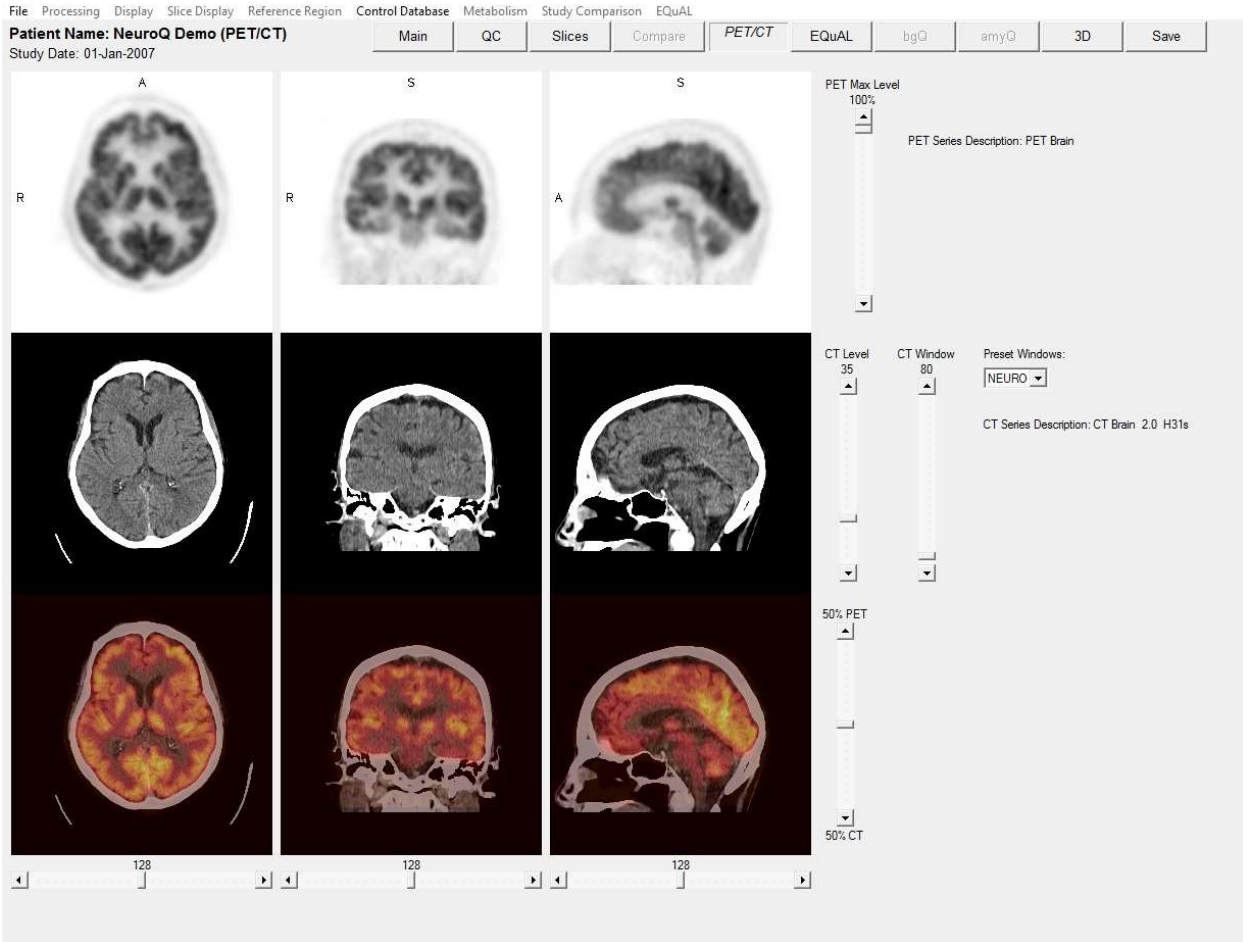 File Processing Display Slice Display Reference Region Control Database Metabolism Study Comparison EQuAL
Patient Name: NeuroQ Demo (PET/CT)
Study Date: 01-Jan-2007
Main QC Slices Compare PET/CT EQuAL bgQ amyQ 3D Save
A S S
R R A
PET Max Level
100%
PET Series Description: PET Brain
CT Level CT Window Preset Windows:
35 80
NEURO
CT Series Description: CT Brain 2.0 H31s
50% PET
50% CT
128 128 128